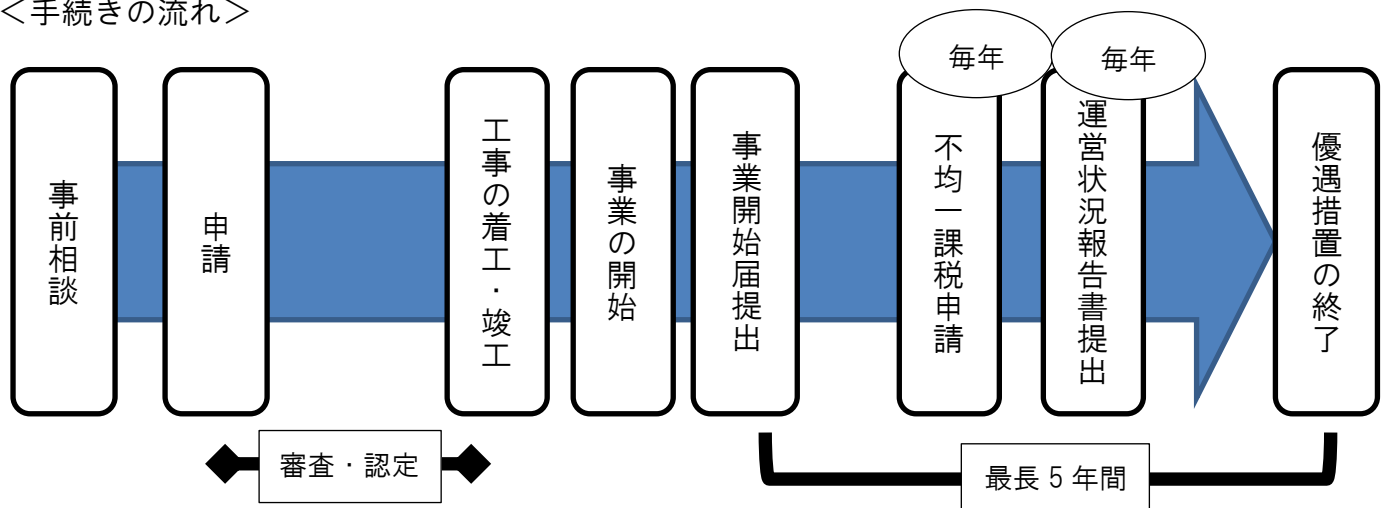 ＜手続きの流れ＞
事前相談
申請
工事の着工・竣工
事業の開始
事業開始届提出
毎年
不均一課税申請
毎年
運営状況報告書提出
優遇措置の終了
審査・認定
最長５年間